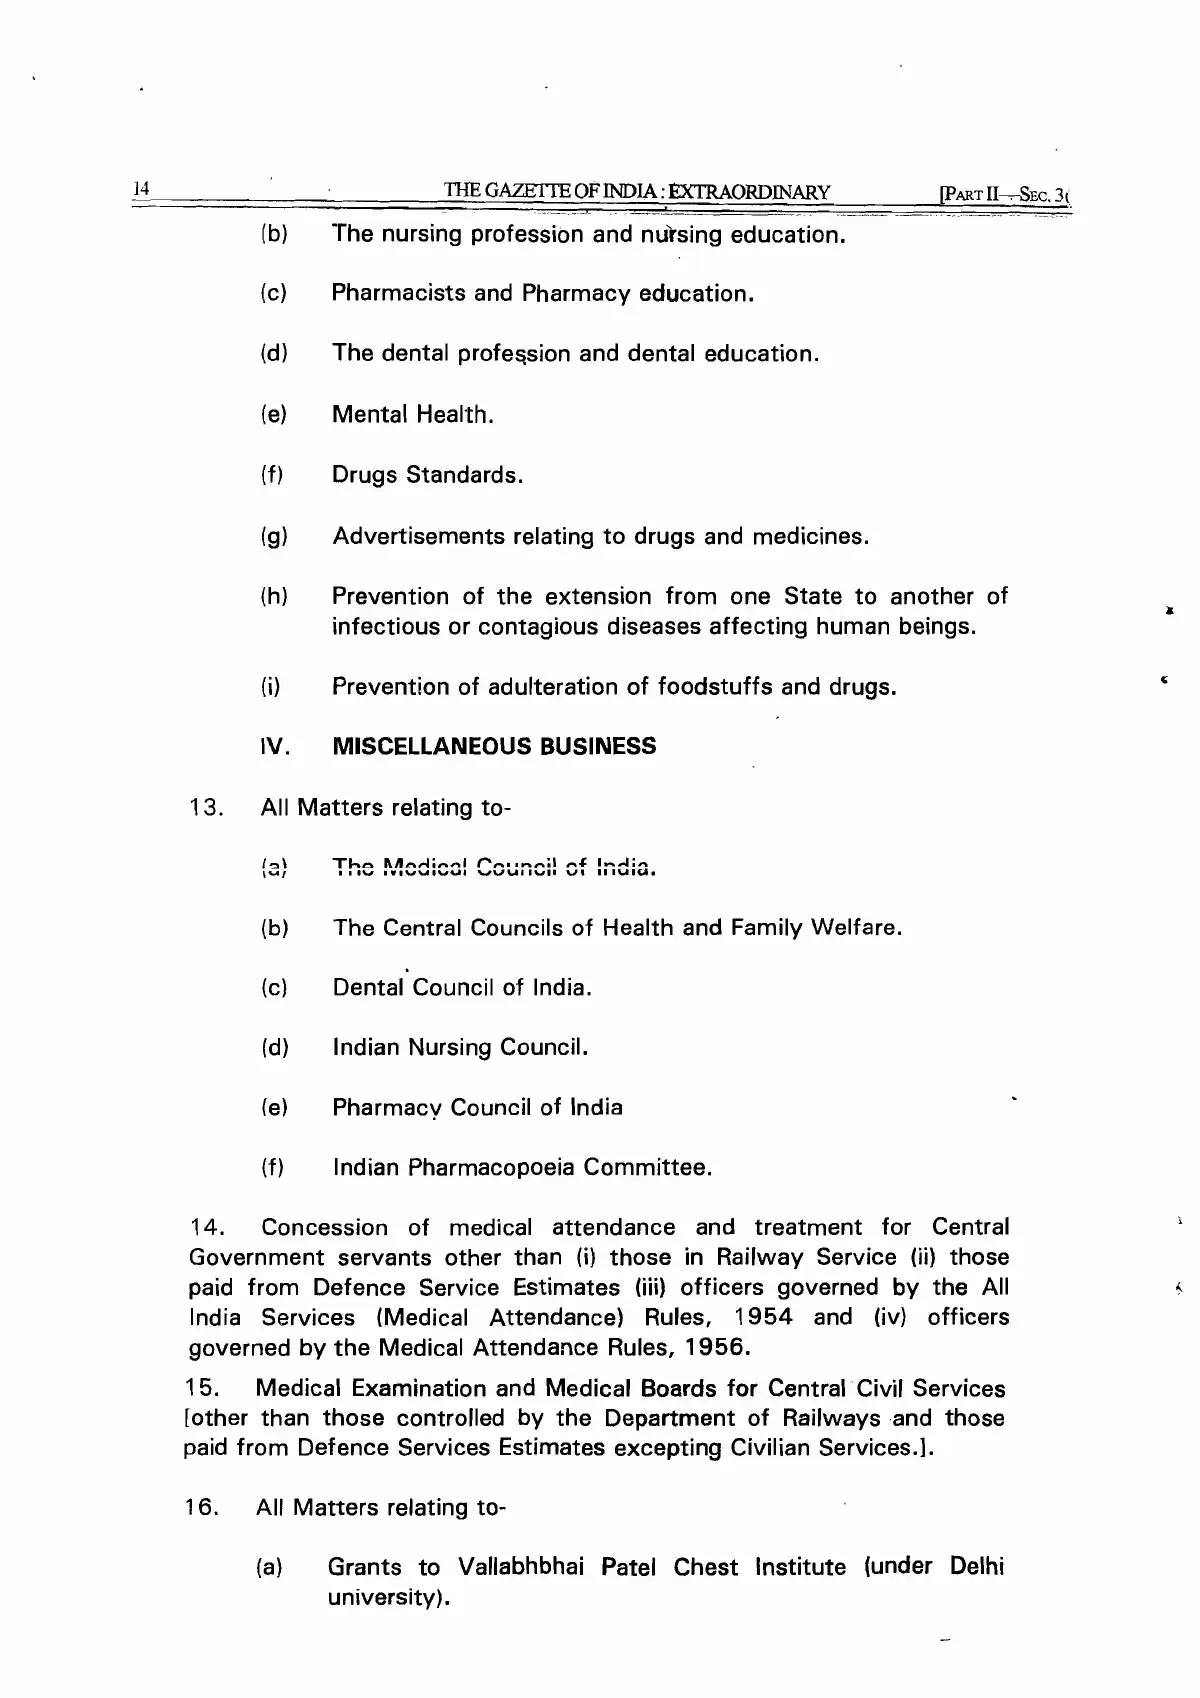 14 THE GAZETTE OF INDIA : EXTRAORDINARY [PART II—SEC. 3(
(b) The nursing profession and nursing education.
(c) Pharmacists and Pharmacy education.
(d) The dental profession and dental education.
(e) Mental Health.
(f) Drugs Standards.
(g) Advertisements relating to drugs and medicines.
(h) Prevention of the extension from one State to another of
infectious or contagious diseases affecting human beings.
(i) Prevention of adulteration of foodstuffs and drugs.
IV. MISCELLANEOUS BUSINESS
13. All Matters relating to-
(a) The Medical Council of India.
(b) The Central Councils of Health and Family Welfare.
(c) Dental Council of India.
(d) Indian Nursing Council.
(e) Pharmacy Council of India
(f) Indian Pharmacopoeia Committee.
14. Concession of medical attendance and treatment for Central
Government servants other than (i) those in Railway Service (ii) those
paid from Defence Service Estimates (iii) officers governed by the All
India Services (Medical Attendance) Rules, 1954 and (iv) officers
governed by the Medical Attendance Rules, 1956.
15. Medical Examination and Medical Boards for Central Civil Services
[other than those controlled by the Department of Railways and those
paid from Defence Services Estimates excepting Civilian Services.].
16. All Matters relating to-
(a) Grants to Vallabhbhai Patel Chest Institute (under Delhi
university).